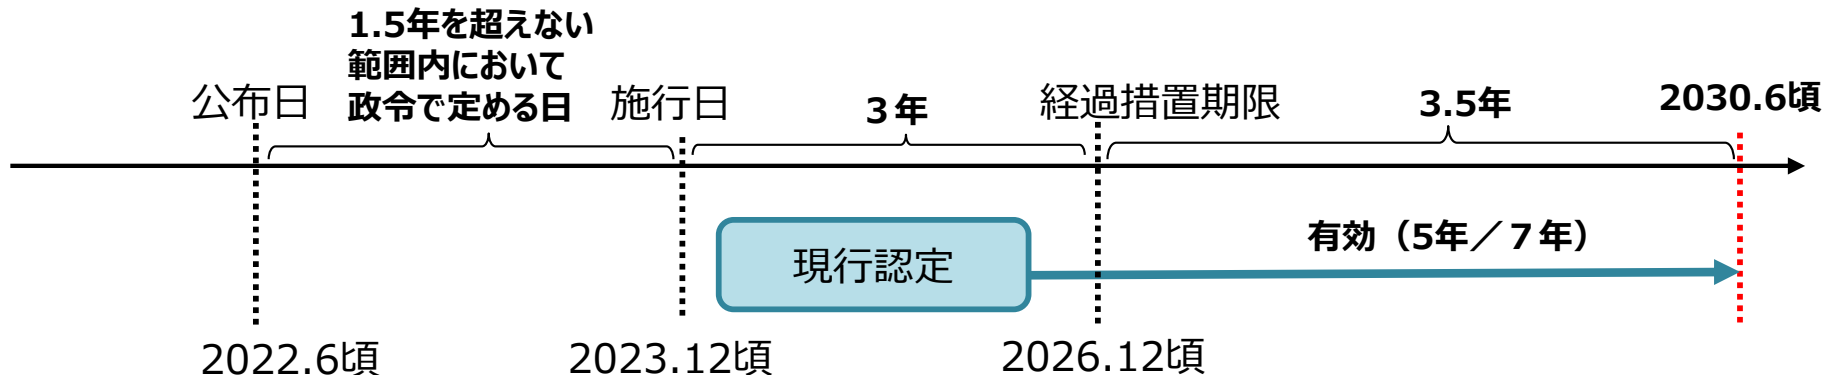 1.5年を超えない
範囲内において
政令で定める日
公布日
施行日
３年
経過措置期限
3.5年
2030.6頃
有効（5年／７年）
現行認定
2022.6頃
2023.12頃
2026.12頃